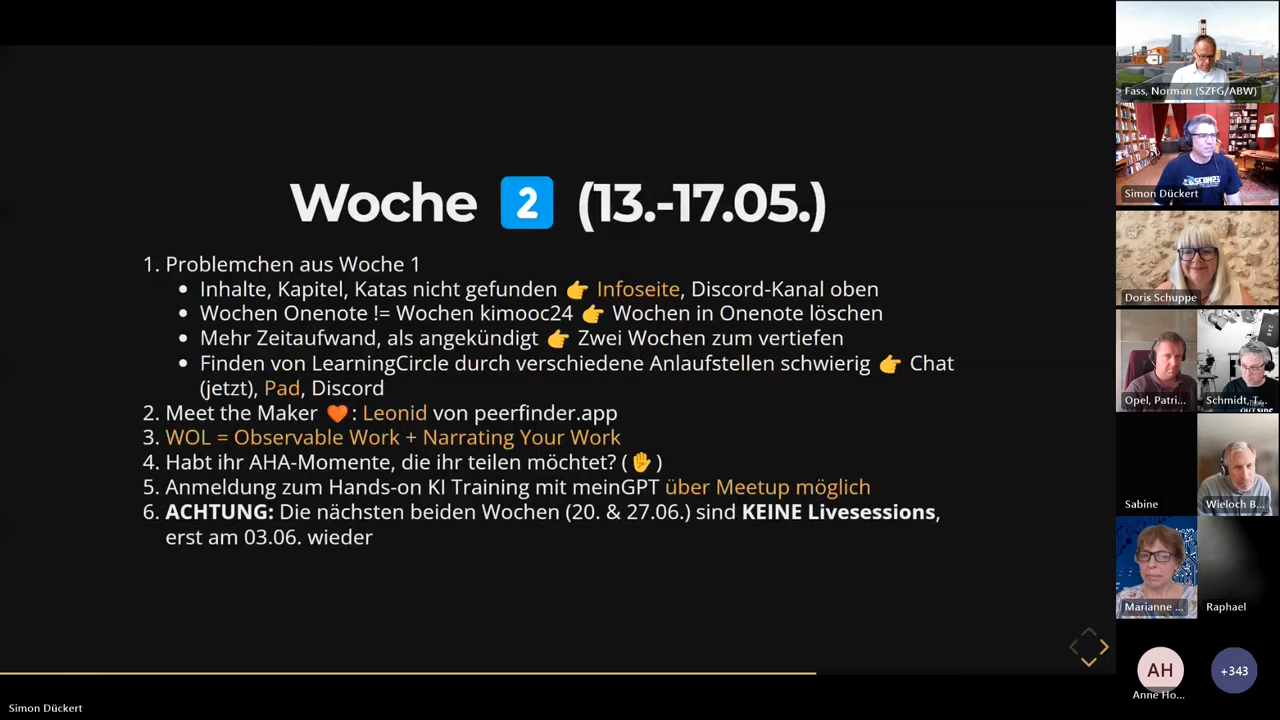 Woche 2 (13.-17.05.)
1. Problemchen aus Woche 1
• Inhalte, Kapitel, Katas nicht gefunden 👉 Infoseite, Discord-Kanal oben
• Wochen Onenote != Wochen kimooc24 👉 Wochen in Onenote löschen
• Mehr Zeitaufwand, als angekündigt 👉 Zwei Wochen zum vertiefen
• Finden von LearningCircle durch verschiedene Anlaufstellen schwierig 👉 Chat
(jetzt), Pad, Discord
2. Meet the Maker 🧡: Leonid von peerfinder.app
3. WOL = Observable Work + Narrating Your Work
4. Habt ihr AHA-Momente, die ihr teilen möchtet? (✋)
5. Anmeldung zum Hands-on KI Training mit meinGPT über Meetup möglich
6. ACHTUNG: Die nächsten beiden Wochen (20. & 27.06.) sind KEINE Livesessions,
erst am 03.06. wieder
Fass, Norman (SZFG/ABW)
Simon Dückert
Doris Schuppe
Opel, Patri...
Schmidt, T...
Sabine
Wieloch B...
Marianne ...
Raphael
AH
Anne Ho...
+343
Simon Dückert